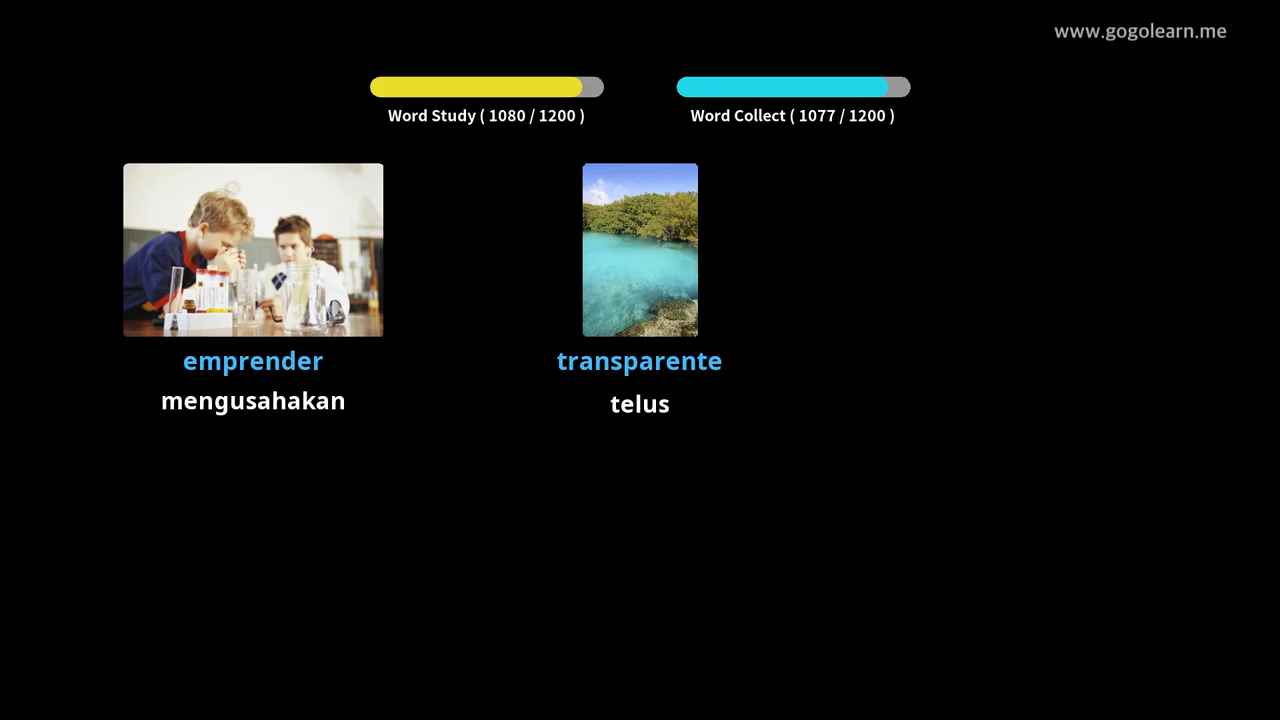 www.gogolearn.me
Word Study ( 1080 / 1200 )
Word Collect ( 1077 / 1200 )
emprender
mengusahakan
transparente
telus